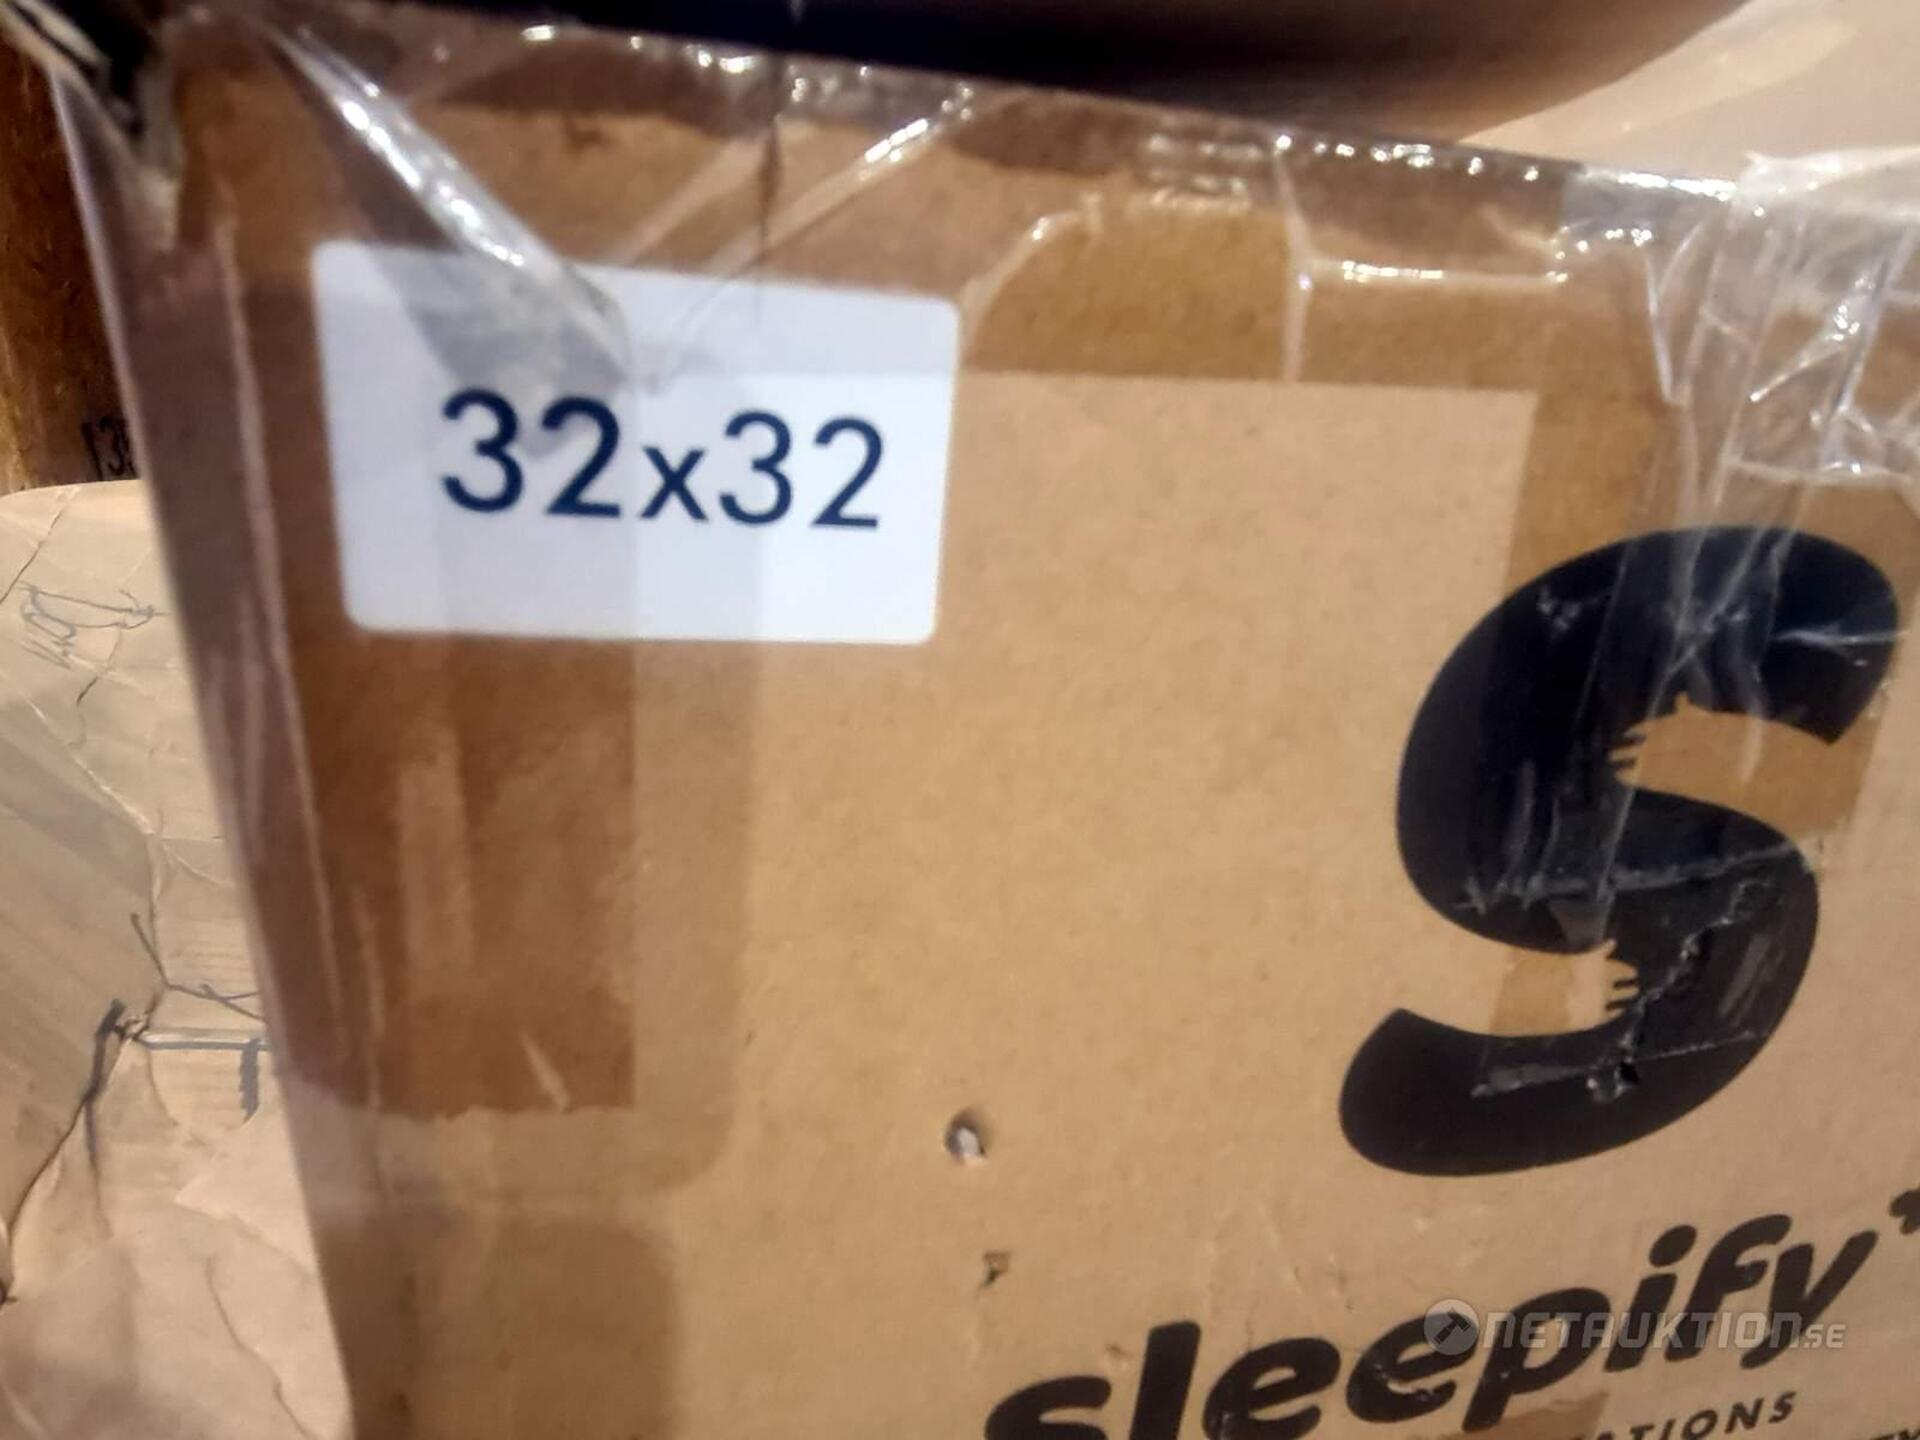 32x32
S
sleepify
NETAUKTION.SE